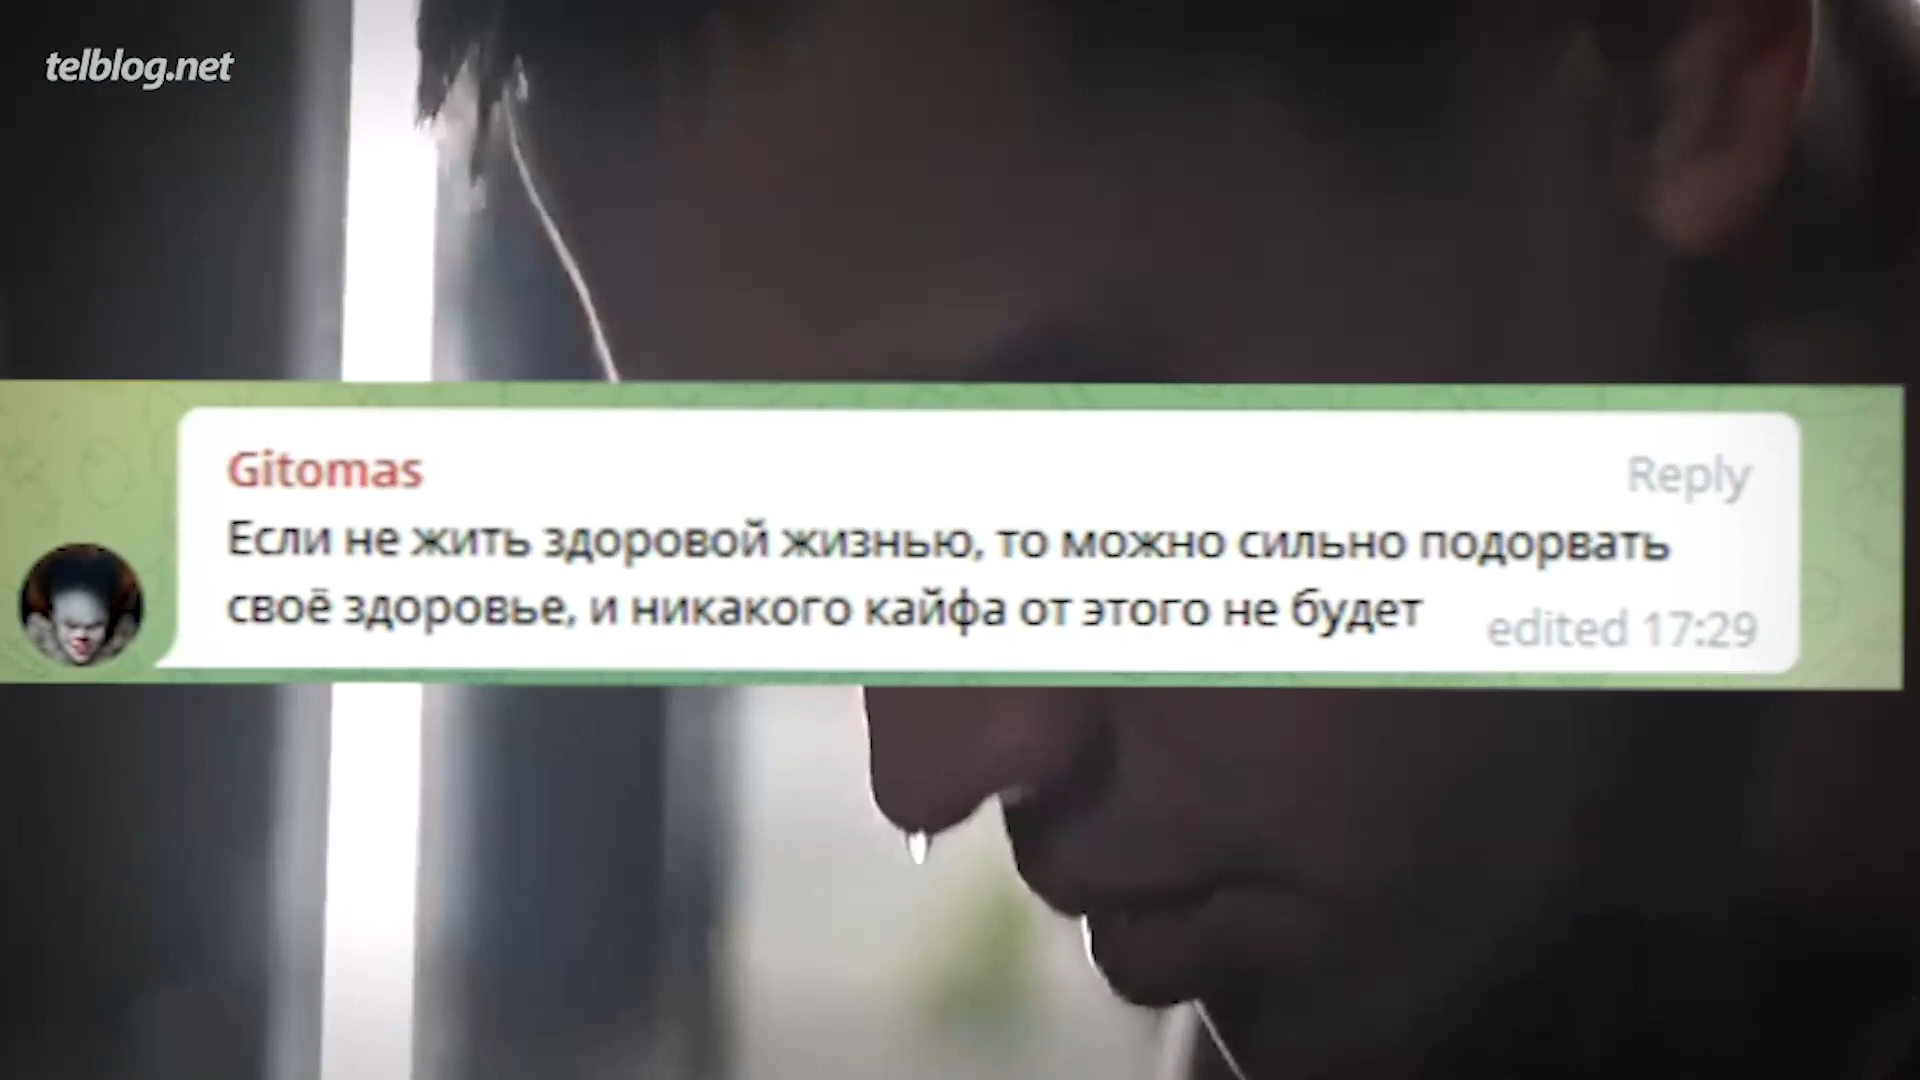 telblog.net
Gitomas
Reply
Если не жить здоровой жизнью, то можно сильно подорвать
своё здоровье, и никакого кайфа от этого не будет
edited 17:29